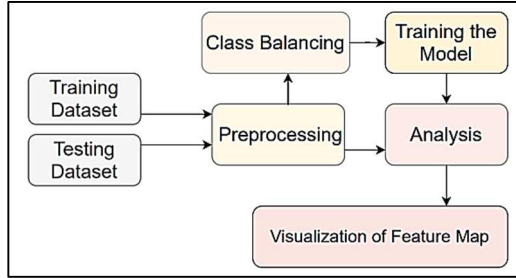 Class Balancing
Training the
Model
Training
Dataset
Testing
Dataset
Preprocessing
Analysis
Visualization of Feature Map